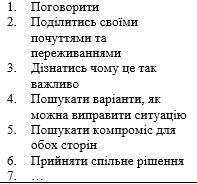 1. Поговорити
2. Поділитись своїми
почуттями та
переживаннями
3. Дізнатись чому це так
важливо
4. Пошукати варіанти, як
можна виправити ситуацію
5. Пошукати компроміс для
обох сторін
6. Прийняти спільне рішення
7. …